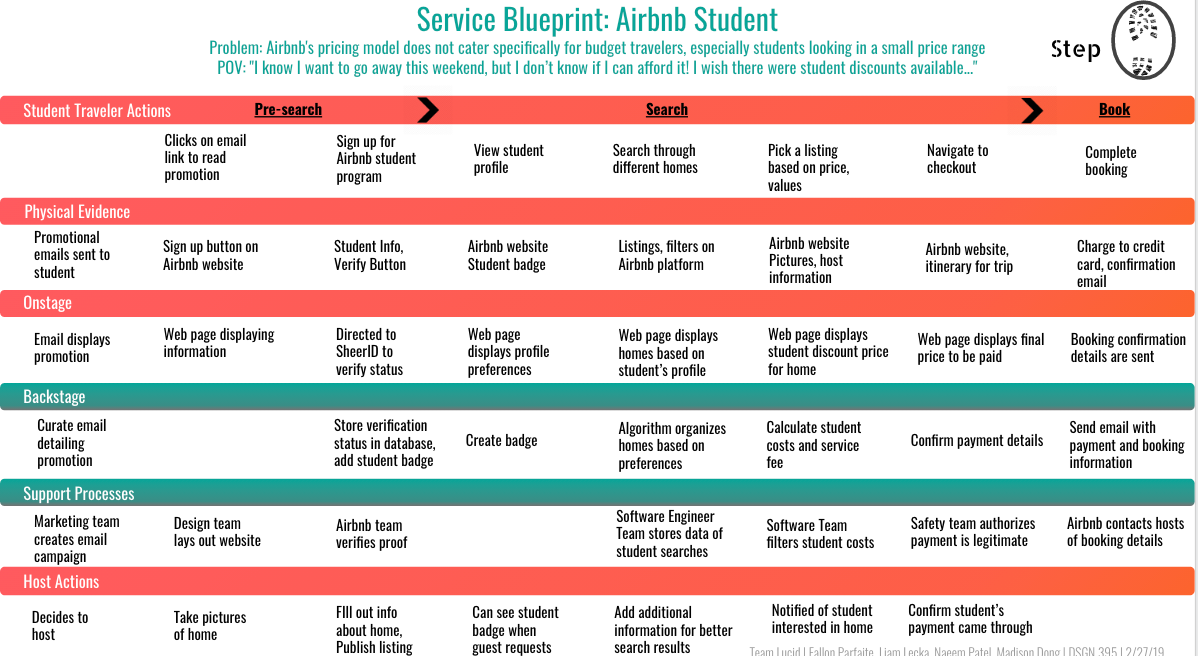 Service Blueprint: Airbnb Student
Problem: Airbnb's pricing model does not cater specifically for budget travelers, especially students looking in a small price range
POV: "I know I want to go away this weekend, but I don't know if I can afford it! I wish there were student discounts available..."
Step
Student Traveler Actions
Pre-search
Search
Book
Clicks on email
link to read
promotion
Sign up for
Airbnb student
program
View student
profile
Search through
different homes
Pick a listing
based on price,
values
Navigate to
checkout
Complete
booking
Physical Evidence
Promotional
emails sent to
student
Sign up button on
Airbnb website
Student Info,
Verify Button
Airbnb website
Student badge
Listings, filters on
Airbnb platform
Airbnb website
Pictures, host
information
Airbnb website,
itinerary for trip
Charge to credit
card, confirmation
email
Onstage
Email displays
promotion
Web page displaying
information
Directed to
SheerID to
verify status
Web page
displays profile
preferences
Web page displays
homes based on
student's profile
Web page displays
student discount price
for home
Web page displays final
price to be paid
Booking confirmation
details are sent
Backstage
Curate email
detailing
promotion
Store verification
status in database,
add student badge
Create badge
Algorithm organizes
homes based on
preferences
Calculate student
costs and service
fee
Confirm payment details
Send email with
payment and booking
information
Support Processes
Marketing team
creates email
campaign
Design team
lays out website
Airbnb team
verifies proof
Software Engineer
Team stores data of
student searches
Software Team
filters student costs
Safety team authorizes
payment is legitimate
Airbnb contacts hosts
of booking details
Host Actions
Decides to
host
Take pictures
of home
FIll out info
about home,
Publish listing
Can see student
badge when
guest requests
Add additional
information for better
search results
Notified of student
interested in home
Confirm student's
payment came through
Team Lucid | Fallon Parfaite, Liam Lecka, Naeem Patel, Madison Dong | DSGN 395 | 2/27/19